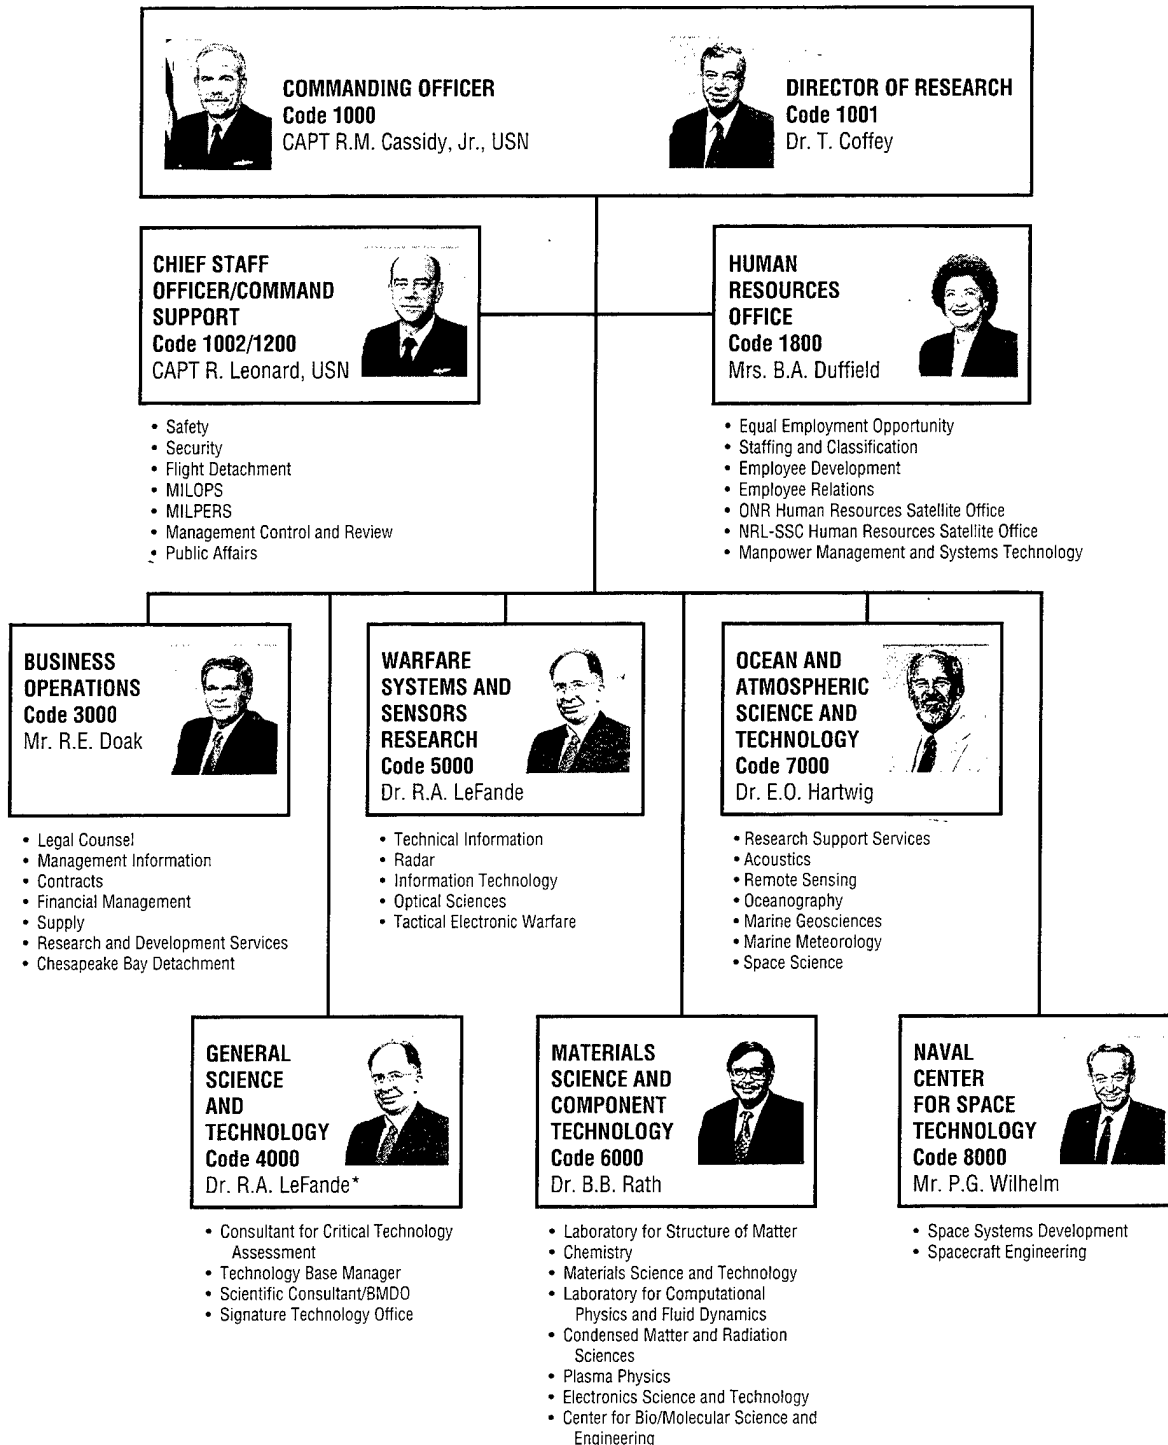 COMMANDING OFFICER
Code 1000
CAPT R.M. Cassidy, Jr., USN
DIRECTOR OF RESEARCH
Code 1001
Dr. T. Coffey
CHIEF STAFF
OFFICER/COMMAND
SUPPORT
Code 1002/1200
CAPT R. Leonard, USN
• Safety
• Security
• Flight Detachment
• MILOPS
• MILPERS
• Management Control and Review
• Public Affairs
HUMAN
RESOURCES
OFFICE
Code 1800
Mrs. B.A. Duffield
• Equal Employment Opportunity
• Staffing and Classification
• Employee Development
• Employee Relations
• ONR Human Resources Satellite Office
• NRL-SSC Human Resources Satellite Office
• Manpower Management and Systems Technology
BUSINESS
OPERATIONS
Code 3000
Mr. R.E. Doak
• Legal Counsel
• Management Information
• Contracts
• Financial Management
• Supply
• Research and Development Services
• Chesapeake Bay Detachment
WARFARE
SYSTEMS AND
SENSORS
RESEARCH
Code 5000
Dr. R.A. LeFande
• Technical Information
• Radar
• Information Technology
• Optical Sciences
• Tactical Electronic Warfare
OCEAN AND
ATMOSPHERIC
SCIENCE AND
TECHNOLOGY
Code 7000
Dr. E.O. Hartwig
• Research Support Services
• Acoustics
• Remote Sensing
• Oceanography
• Marine Geosciences
• Marine Meteorology
• Space Science
GENERAL
SCIENCE
AND
TECHNOLOGY
Code 4000
Dr. R.A. LeFande*
• Consultant for Critical Technology
Assessment
• Technology Base Manager
• Scientific Consultant/BMDO
• Signature Technology Office
MATERIALS
SCIENCE AND
COMPONENT
TECHNOLOGY
Code 6000
Dr. B.B. Rath
• Laboratory for Structure of Matter
• Chemistry
• Materials Science and Technology
• Laboratory for Computational
Physics and Fluid Dynamics
• Condensed Matter and Radiation
Sciences
• Plasma Physics
• Electronics Science and Technology
• Center for Bio/Molecular Science and
Engineering
NAVAL
CENTER
FOR SPACE
TECHNOLOGY
Code 8000
Mr. P.G. Wilhelm
• Space Systems Development
• Spacecraft Engineering